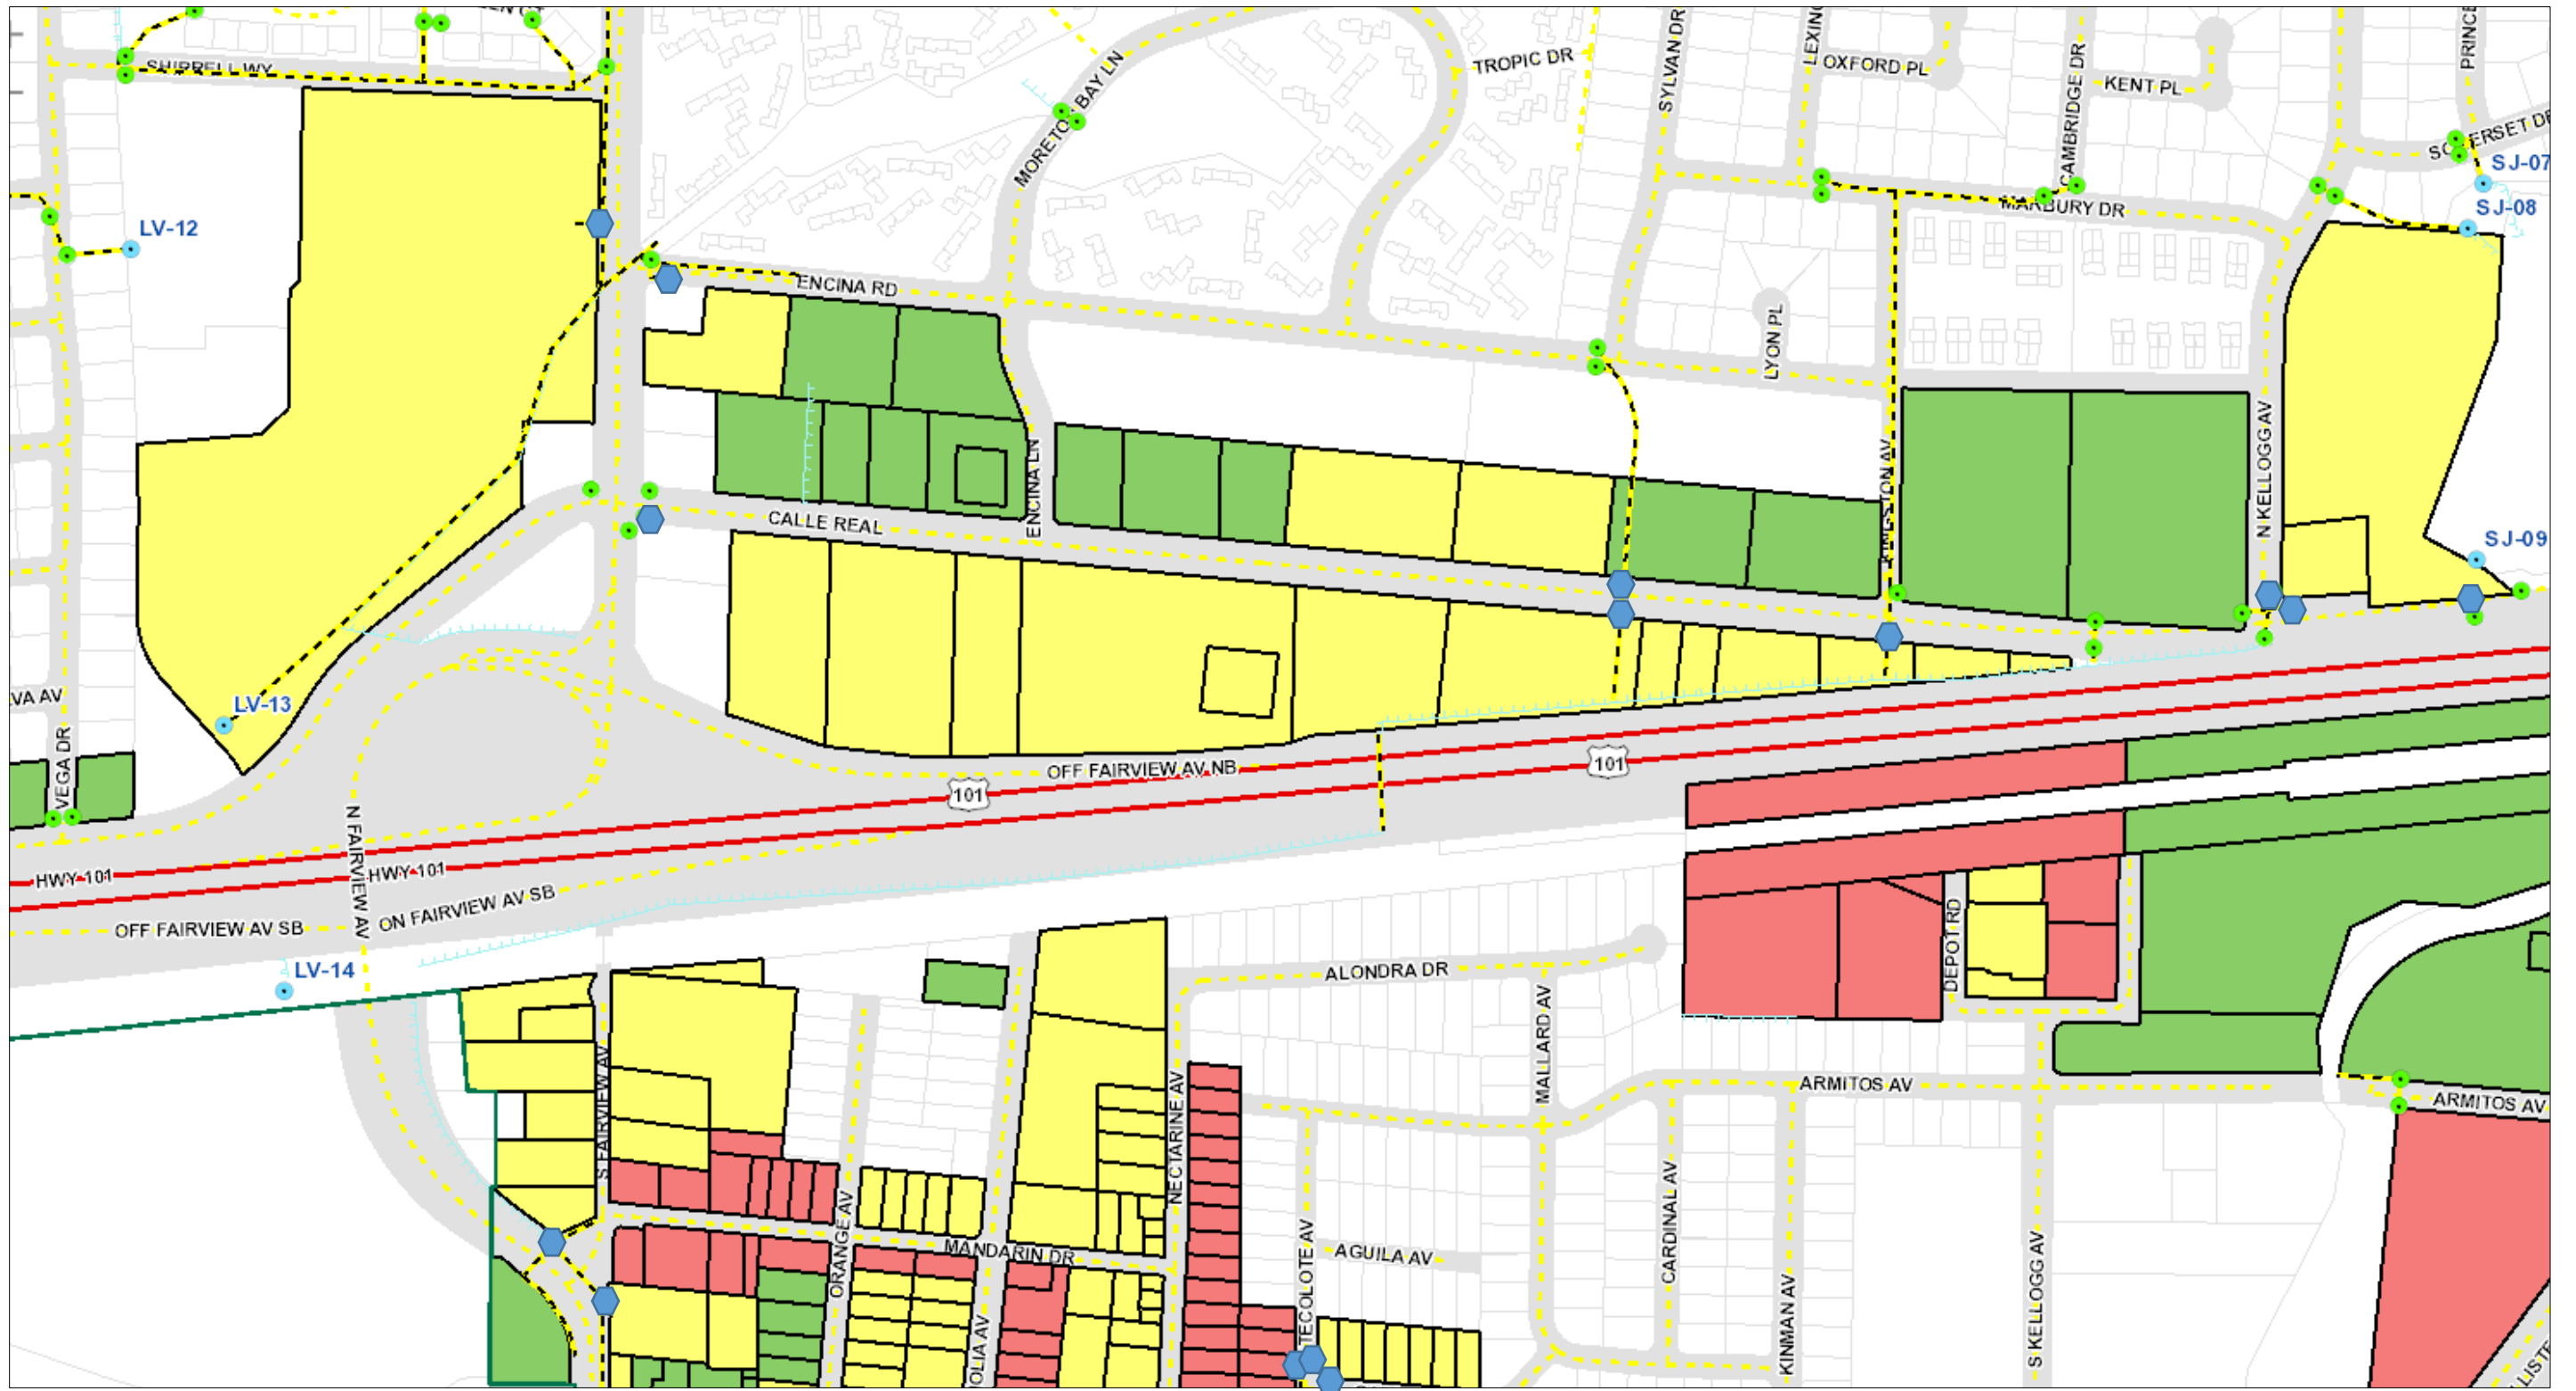 SHIRRELL WY
MORETON BAY LN
TROPIC DR
SYLVAN DR
OXFORD PL
CAMBRIDGE DR
KENT PL
SJ-07
SJ-08
MARBURY DR
LV-12
ENCINA RD
LYON PL
ENCINA LN
CALLE REAL
KINGSTON AV
N KELLOGG AV
SJ-09
LV-13
VEGA DR
OFF FAIRVIEW AV NB
101
101
N FAIRVIEW AV
HWY 101
HWY 101
OFF FAIRVIEW AV SB
ON FAIRVIEW AV SB
LV-14
ALONDRA DR
DEPOT RD
MALLARD AV
S FAIRVIEW AV
NECTARINE AV
ARMITOS AV
ARMITOS AV
ORANGE AV
MANDARIN DR
TECOLOTE AV
AGUILA AV
CARDINAL AV
KINMAN AV
S KELLOGG AV